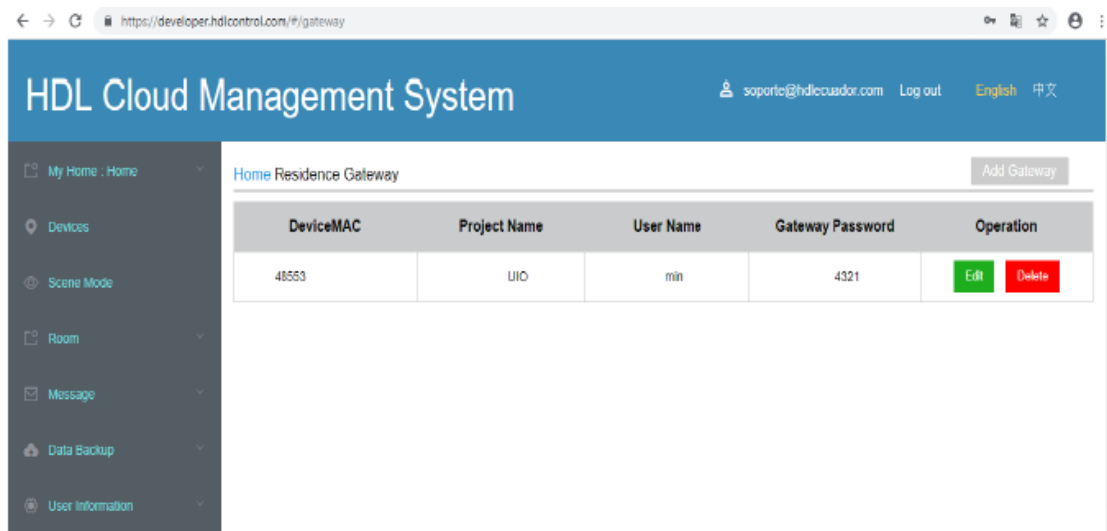 https://developer.hdlcontrol.com/#/gateway
HDL Cloud Management System
soporte@hdlecuador.com Log out English 中文
My Home : Home
Home Residence Gateway
Add Gateway
Devices
DeviceMAC Project Name User Name Gateway Password Operation
48553 UIO min 4321 Edit Delete
Scene Mode
Room
Message
Data Backup
User Information